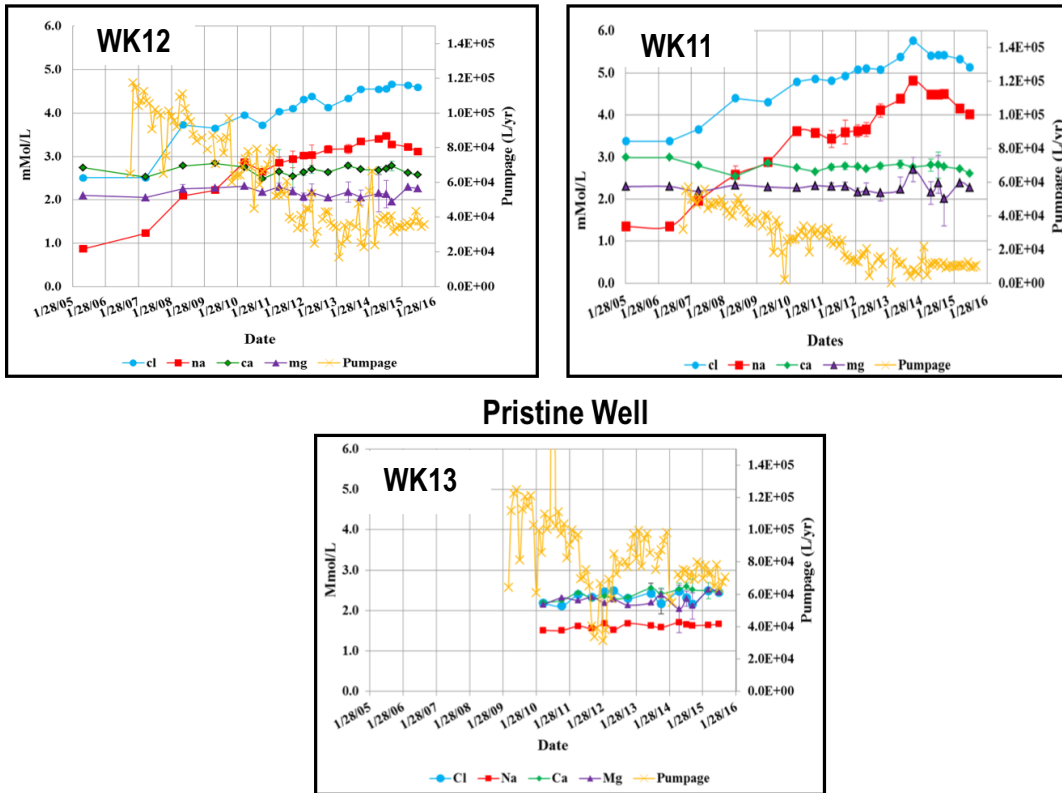 WK12
6.0
5.0
4.0
3.0
2.0
1.0
0.0
mMol/L
1.4E+05
1.2E+05
1.0E+05
8.0E+04
6.0E+04
4.0E+04
2.0E+04
0.0E+00
Pumpage (L/yr)
1/28/05 1/28/06 1/28/07 1/28/08 1/28/09 1/28/10 1/28/11 1/28/12 1/28/13 1/28/14 1/28/15 1/28/16
Date
cl na ca mg Pumpage
WK11
6.0
5.0
4.0
3.0
2.0
1.0
0.0
mMol/L
1.4E+05
1.2E+05
1.0E+05
8.0E+04
6.0E+04
4.0E+04
2.0E+04
0.0E+00
Pumpage (L/yr)
1/28/05 1/28/06 1/28/07 1/28/08 1/28/09 1/28/10 1/28/11 1/28/12 1/28/13 1/28/14 1/28/15 1/28/16
Dates
cl na ca mg Pumpage
Pristine Well
WK13
6.0
5.0
4.0
3.0
2.0
1.0
0.0
Mmol/L
1.4E+05
1.2E+05
1.0E+05
8.0E+04
6.0E+04
4.0E+04
2.0E+04
0.0E+00
Pumpage (L/yr)
1/28/05 1/28/06 1/28/07 1/28/08 1/28/09 1/28/10 1/28/11 1/28/12 1/28/13 1/28/14 1/28/15 1/28/16
Date
Cl Na Ca Mg Pumpage